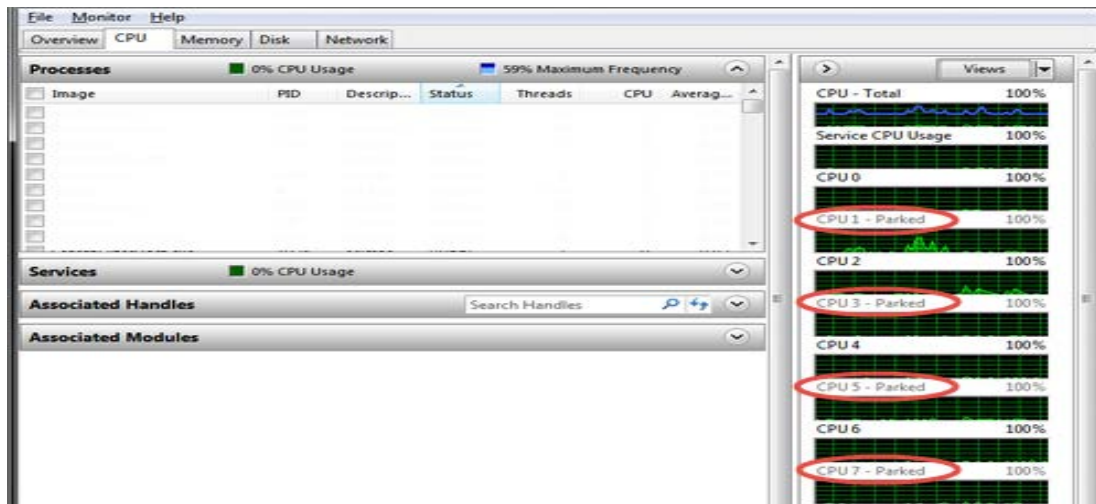 File Monitor Help
Overview CPU Memory Disk Network
Processes 0% CPU Usage 59% Maximum Frequency
Image PID Descrip... Status Threads CPU Averag...
Services 0% CPU Usage
Associated Handles Search Handles
Associated Modules
Views
CPU - Total 100%
Service CPU Usage 100%
CPU 0 100%
CPU 1 - Parked 100%
CPU 2 100%
CPU 3 - Parked 100%
CPU 4 100%
CPU 5 - Parked 100%
CPU 6 100%
CPU 7 - Parked 100%